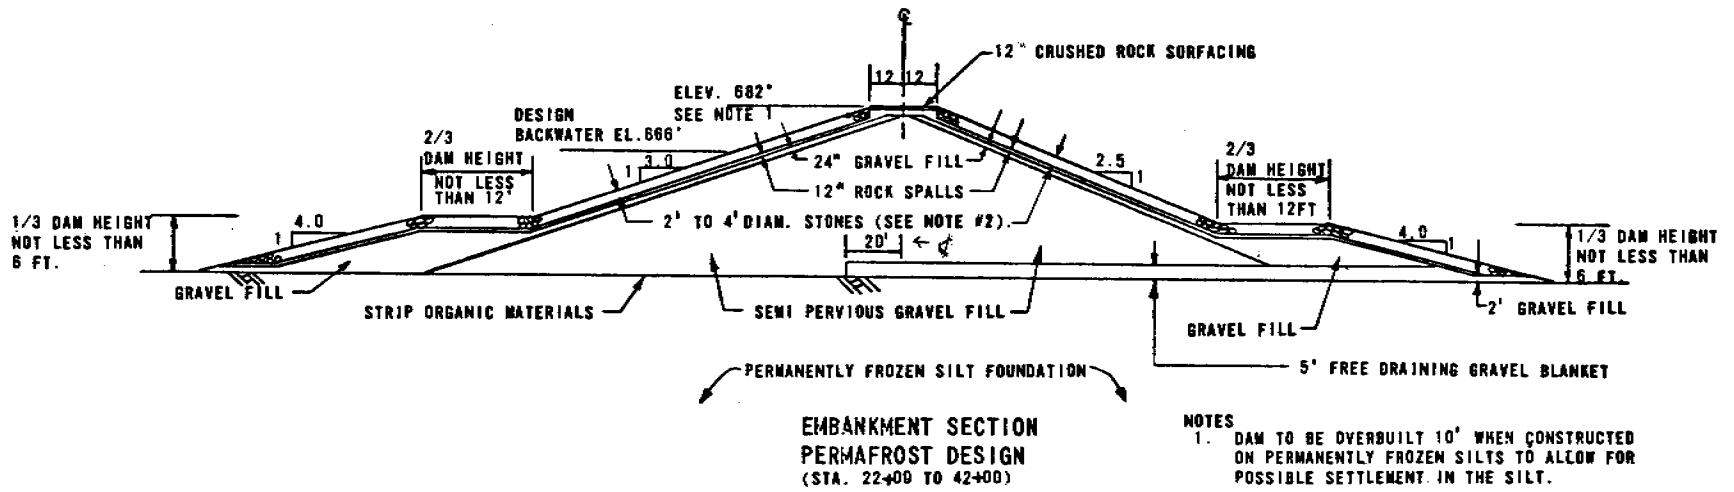 ℄
12" CRUSHED ROCK SURFACING
12 12
ELEV. 682'
SEE NOTE 1
DESIGN
BACKWATER EL.666'
2/3
DAM HEIGHT
NOT LESS
THAN 12'
1 3.0
24" GRAVEL FILL
12" ROCK SPALLS
2' TO 4' DIAM. STONES (SEE NOTE #2).
2.5
1
2/3
DAM HEIGHT
NOT LESS
THAN 12FT
1/3 DAM HEIGHT
NOT LESS THAN
6 FT.
4.0
1
20' ← ℄
4.0
1
1/3 DAM HEIGHT
NOT LESS THAN
6 FT.
GRAVEL FILL
STRIP ORGANIC MATERIALS
SEMI PERVIOUS GRAVEL FILL
GRAVEL FILL
2' GRAVEL FILL
5' FREE DRAINING GRAVEL BLANKET
PERMANENTLY FROZEN SILT FOUNDATION
EMBANKMENT SECTION
PERMAFROST DESIGN
(STA. 22+00 TO 42+00)
NOTES
1. DAM TO BE OVERBUILT 10' WHEN CONSTRUCTED
ON PERMANENTLY FROZEN SILTS TO ALLOW FOR
POSSIBLE SETTLEMENT IN THE SILT.